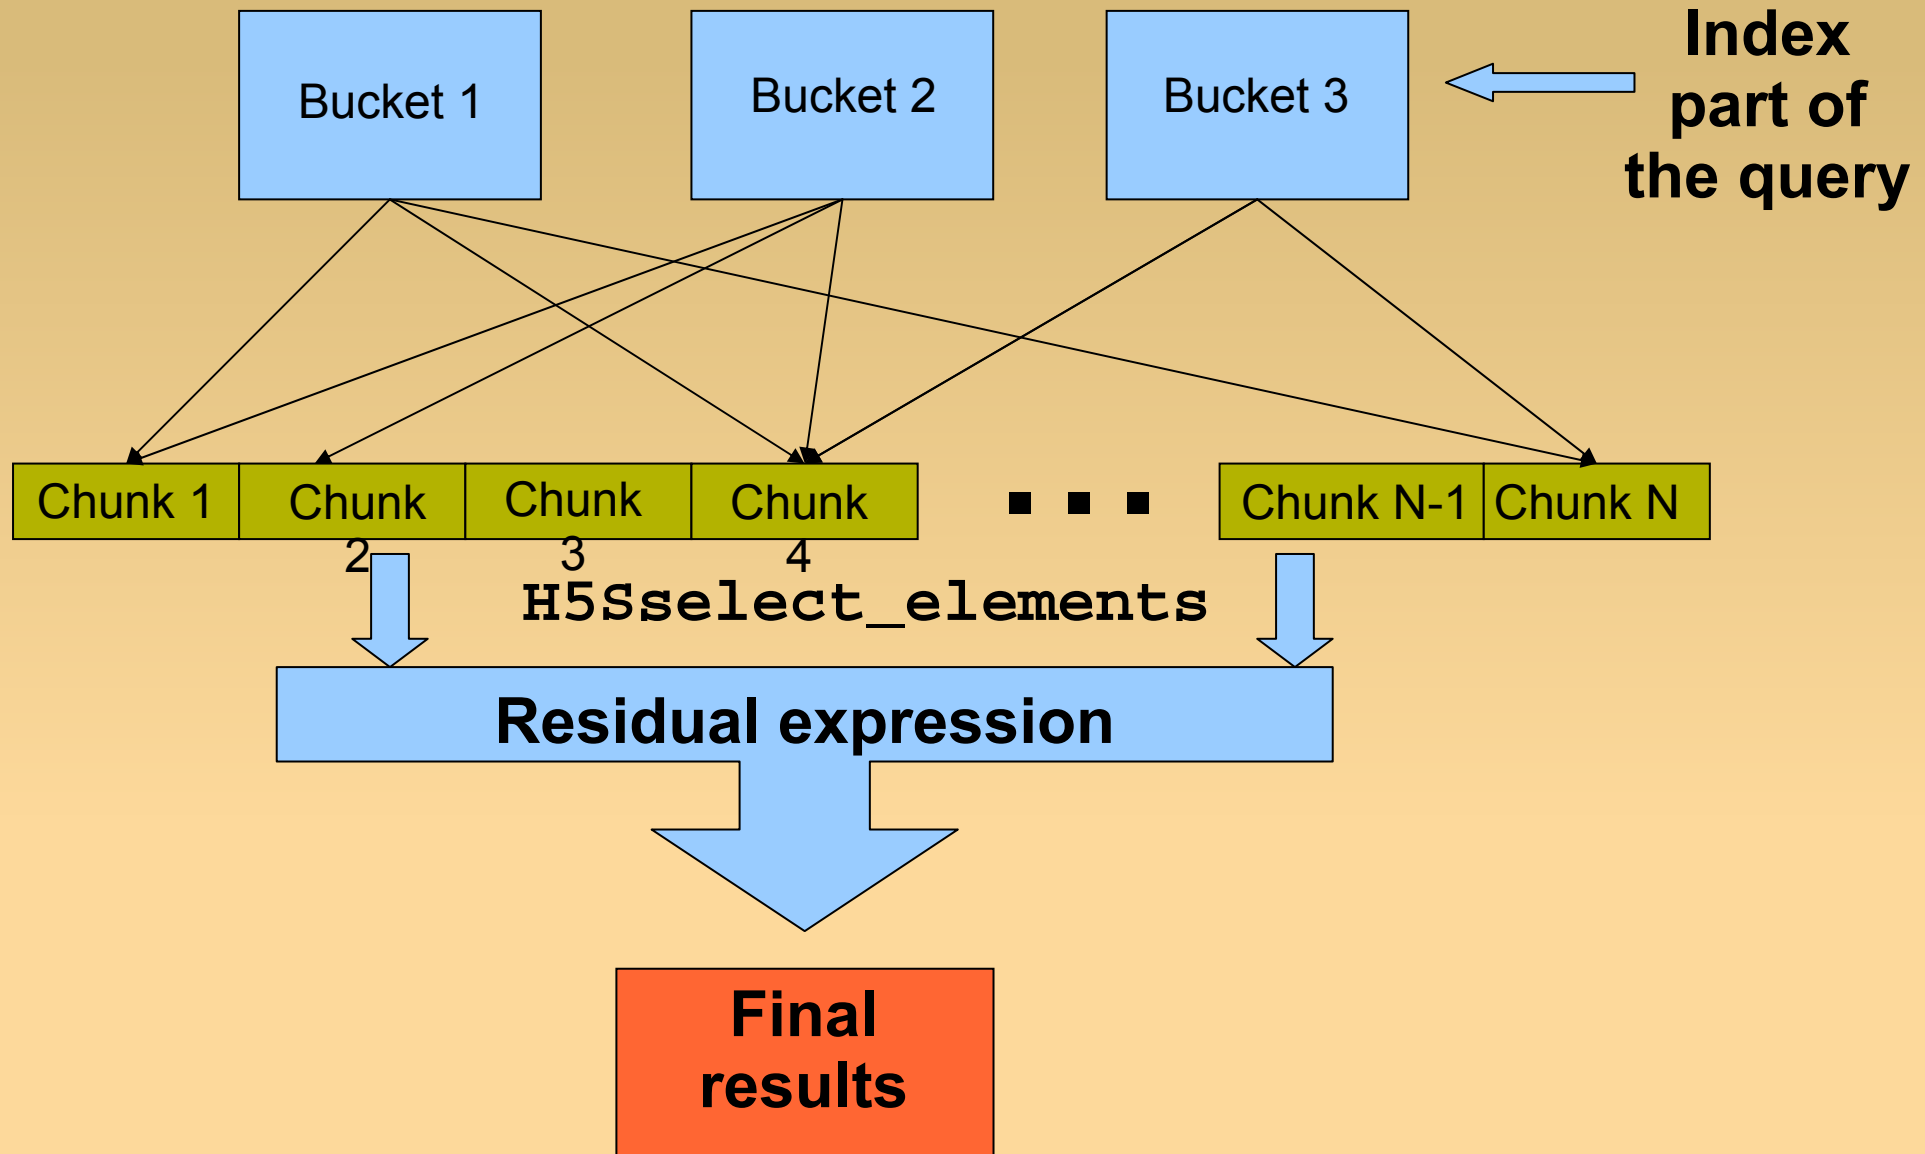 Bucket 1
Bucket 2
Bucket 3
Index
part of
the query
Chunk 1
Chunk
2
Chunk
3
Chunk
4
Chunk N-1
Chunk N
H5Sselect_elements
Residual expression
Final
results